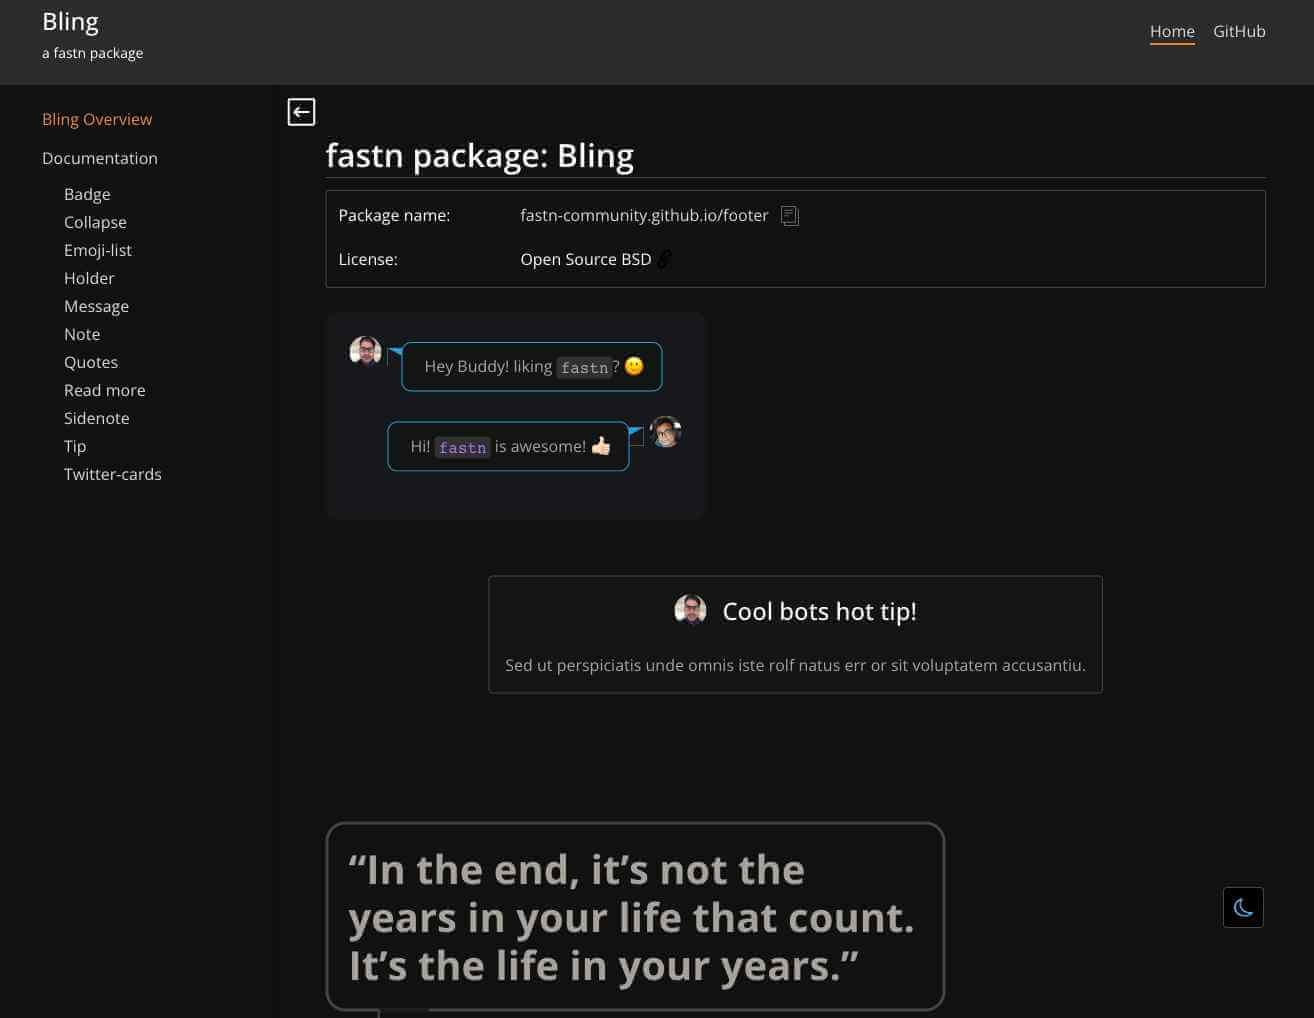 Bling
a fastn package
Home
GitHub
Bling Overview
Documentation
Badge
Collapse
Emoji-list
Holder
Message
Note
Quotes
Read more
Sidenote
Tip
Twitter-cards
fastn package: Bling
Package name:
fastn-community.github.io/footer
License:
Open Source BSD
Hey Buddy! liking fastn? 🙂
Hi! fastn is awesome! 👍🏻
Cool bots hot tip!
Sed ut perspiciatis unde omnis iste rolf natus err or sit voluptatem accusantiu.
“In the end, it’s not the
years in your life that count.
It’s the life in your years.”